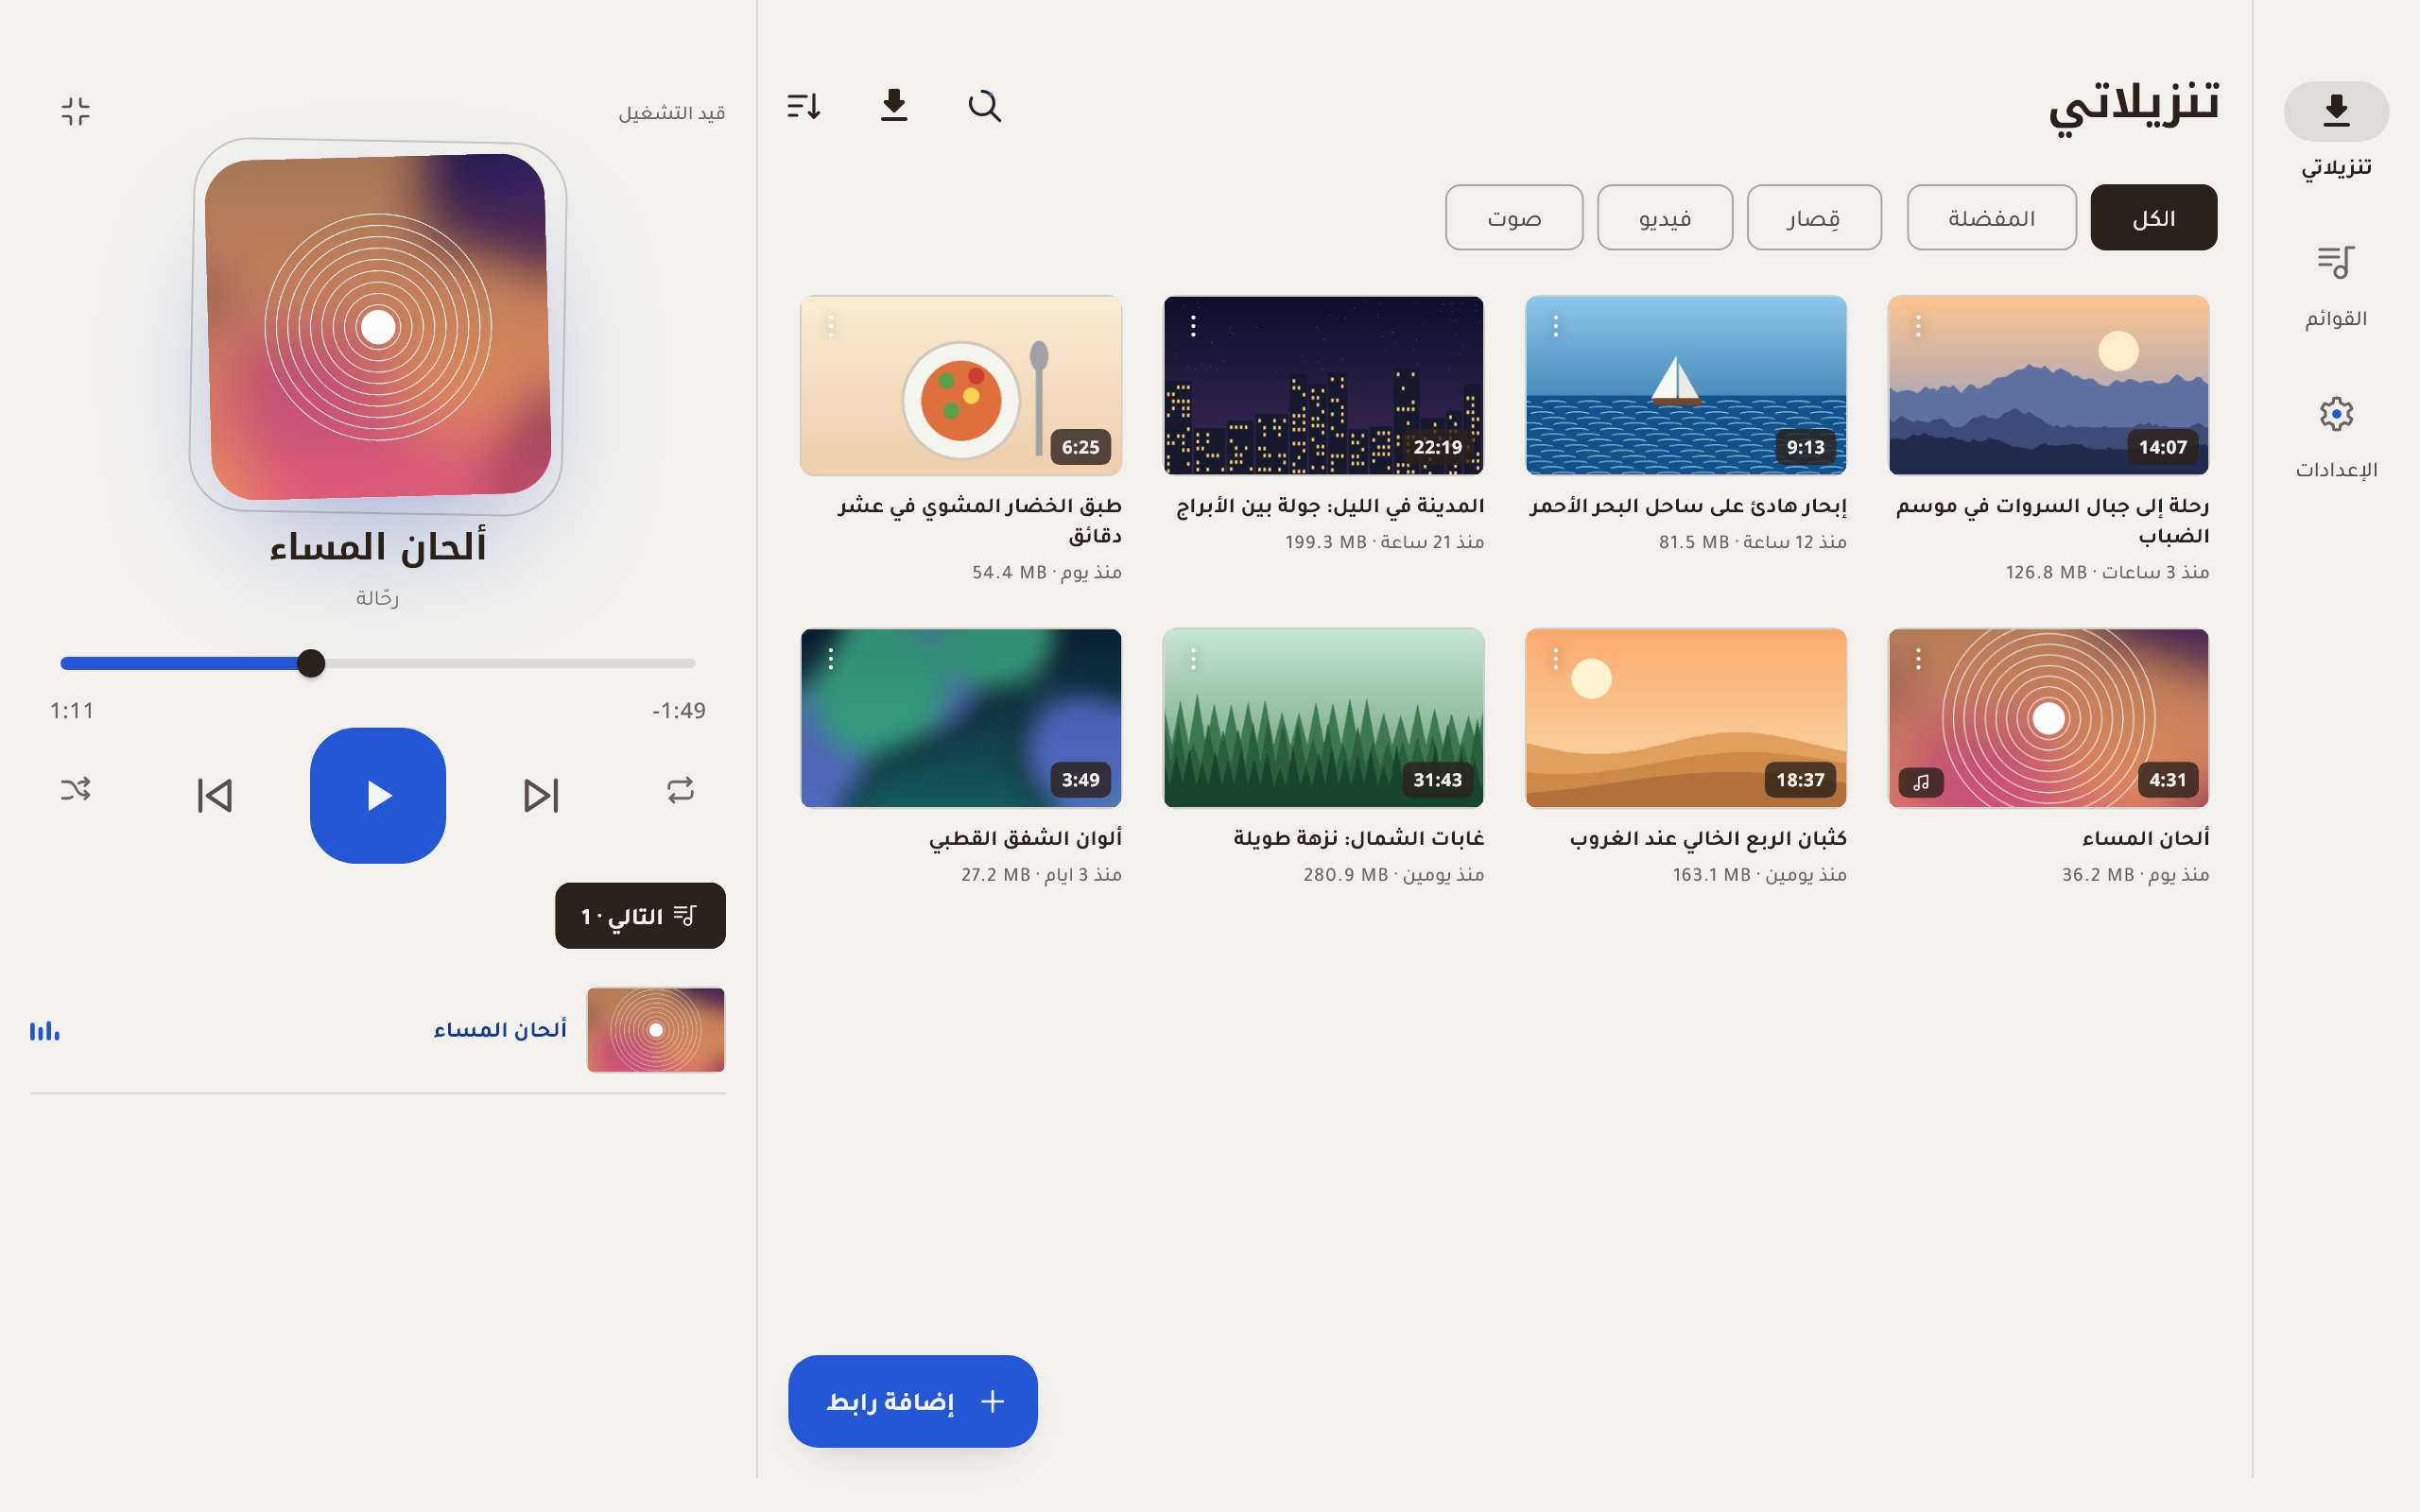 تنزيلاتي
القوائم
الإعدادات
تنزيلاتي
الكل
المفضلة
قِصار
فيديو
صوت
14:07
رحلة إلى جبال السروات في موسم
الضباب
منذ 3 ساعات · 126.8 MB
9:13
إبحار هادئ على ساحل البحر الأحمر
منذ 12 ساعة · 81.5 MB
22:19
المدينة في الليل: جولة بين الأبراج
منذ 21 ساعة · 199.3 MB
6:25
طبق الخضار المشوي في عشر
دقائق
منذ يوم · 54.4 MB
4:31
ألحان المساء
منذ يوم · 36.2 MB
18:37
كثبان الربع الخالي عند الغروب
منذ يومين · 163.1 MB
31:43
غابات الشمال: نزهة طويلة
منذ يومين · 280.9 MB
3:49
ألوان الشفق القطبي
منذ 3 ايام · 27.2 MB
إضافة رابط
قيد التشغيل
ألحان المساء
رحّالة
1:11
-1:49
التالي · 1
ألحان المساء